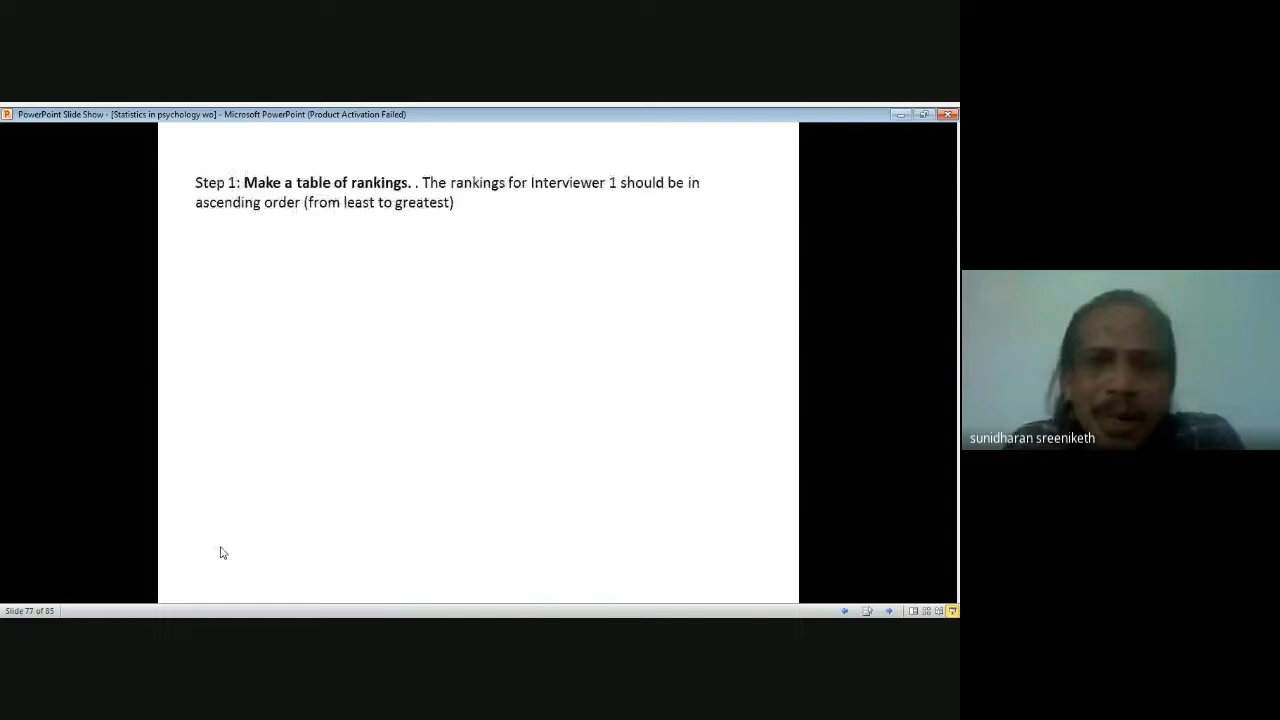 PowerPoint Slide Show - [Statistics in psychology wo] - Microsoft PowerPoint (Product Activation Failed)
Step 1: Make a table of rankings. . The rankings for Interviewer 1 should be in
ascending order (from least to greatest)
sunidharan sreeniketh
Slide 77 of 85